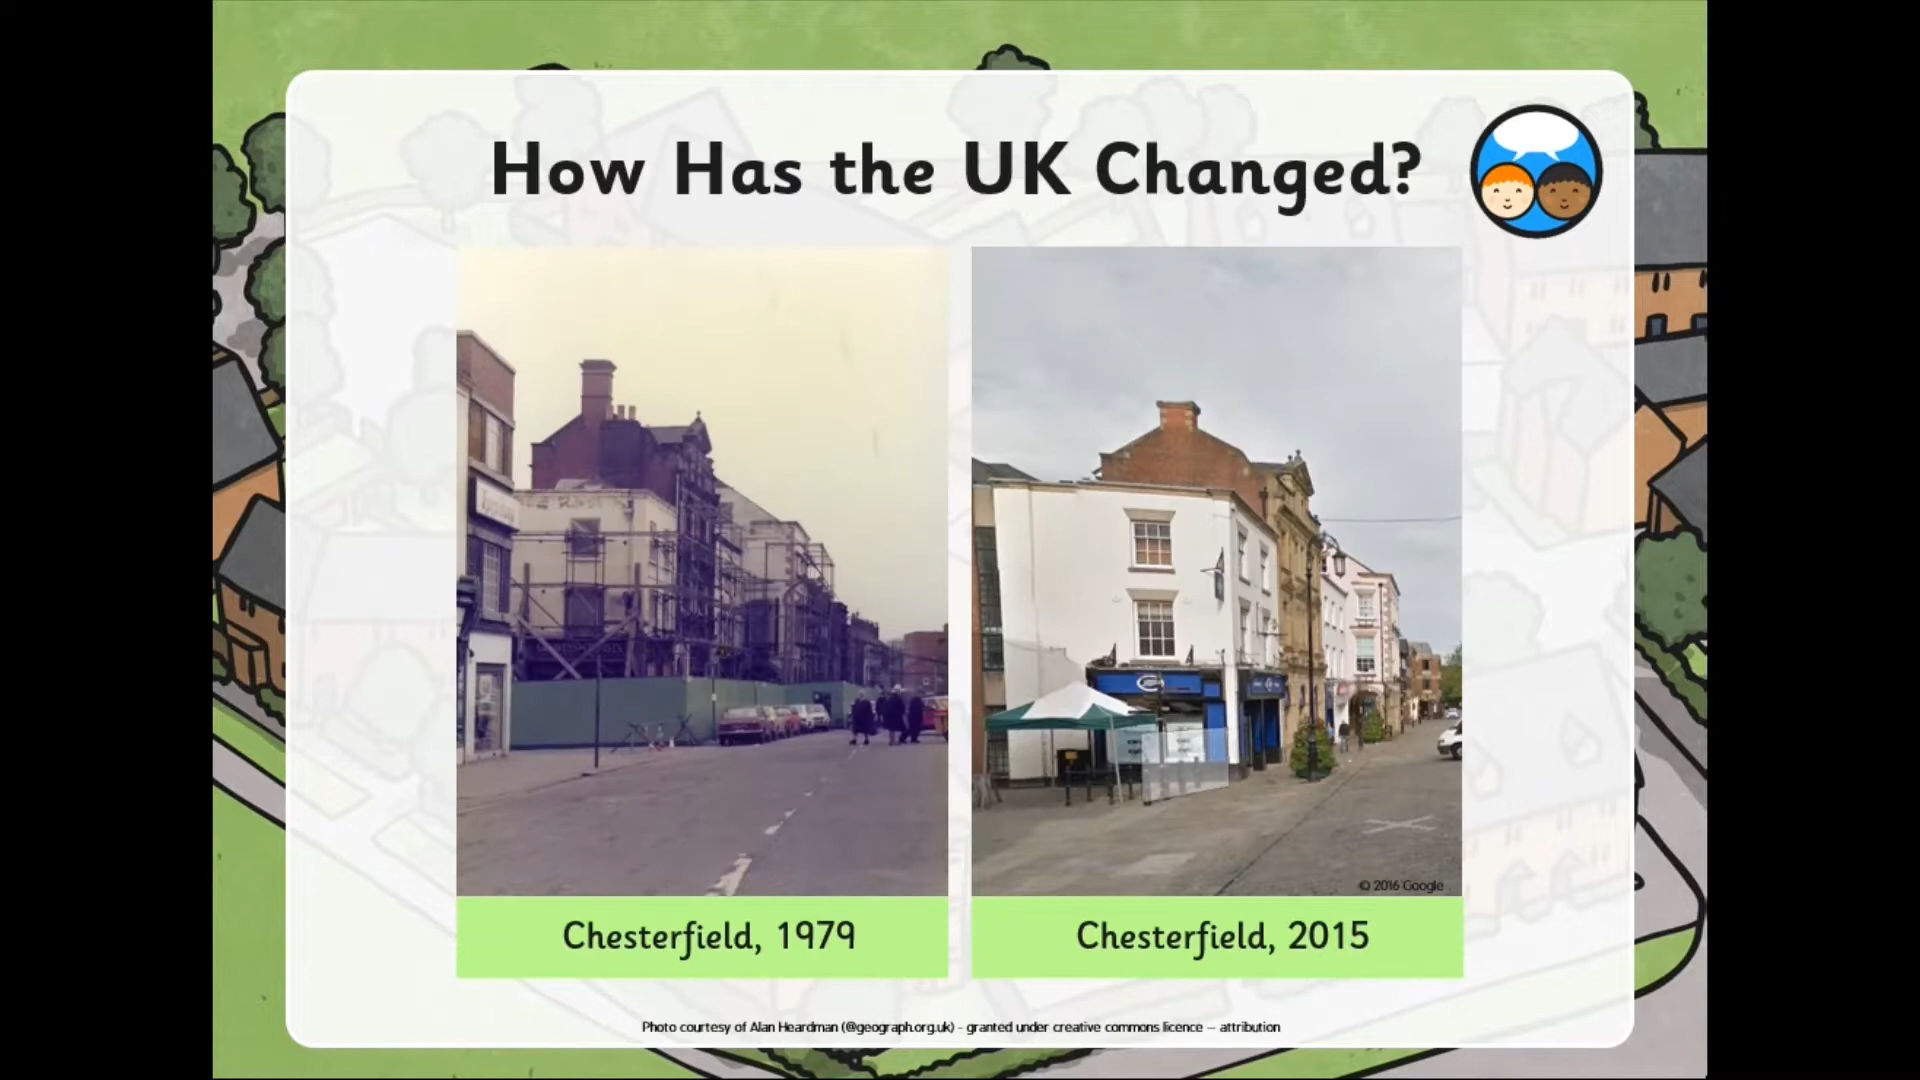 How Has the UK Changed?
© 2016 Google
Chesterfield, 1979
Chesterfield, 2015
Photo courtesy of Alan Heardman (@geograph.org.uk) - granted under creative commons licence – attribution